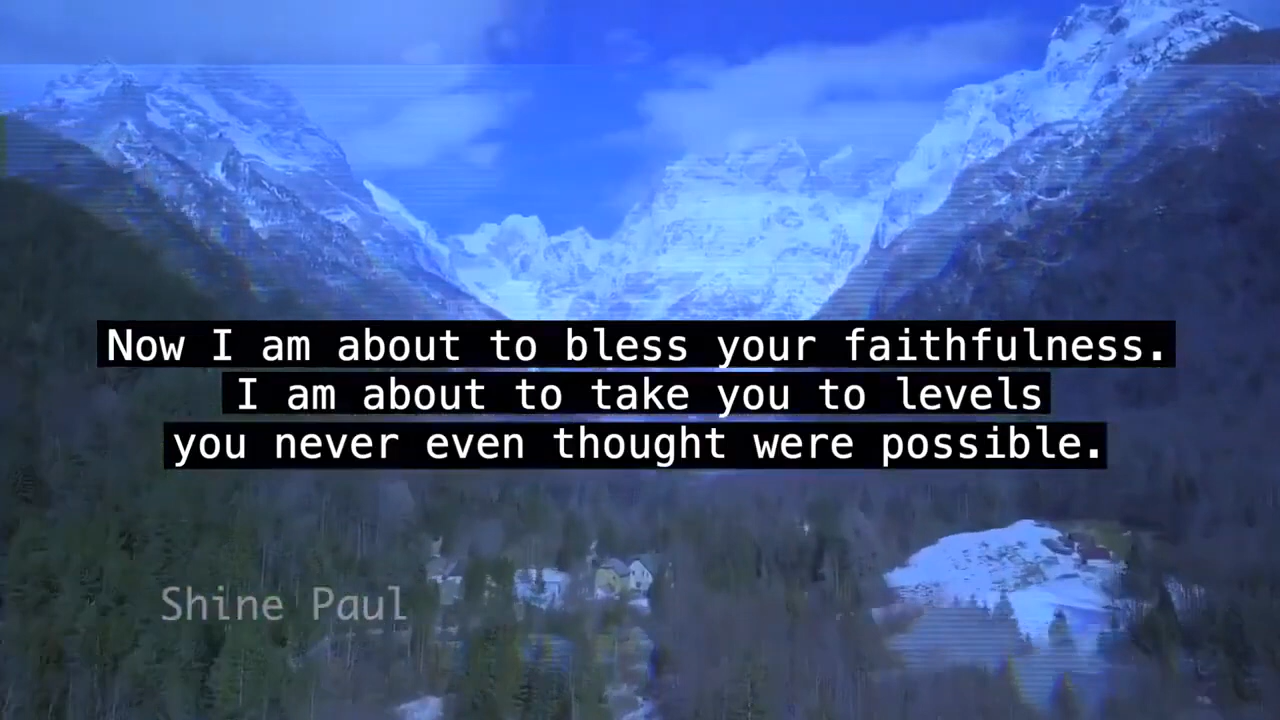 Now I am about to bless your faithfulness.
I am about to take you to levels
you never even thought were possible.
Shine Paul